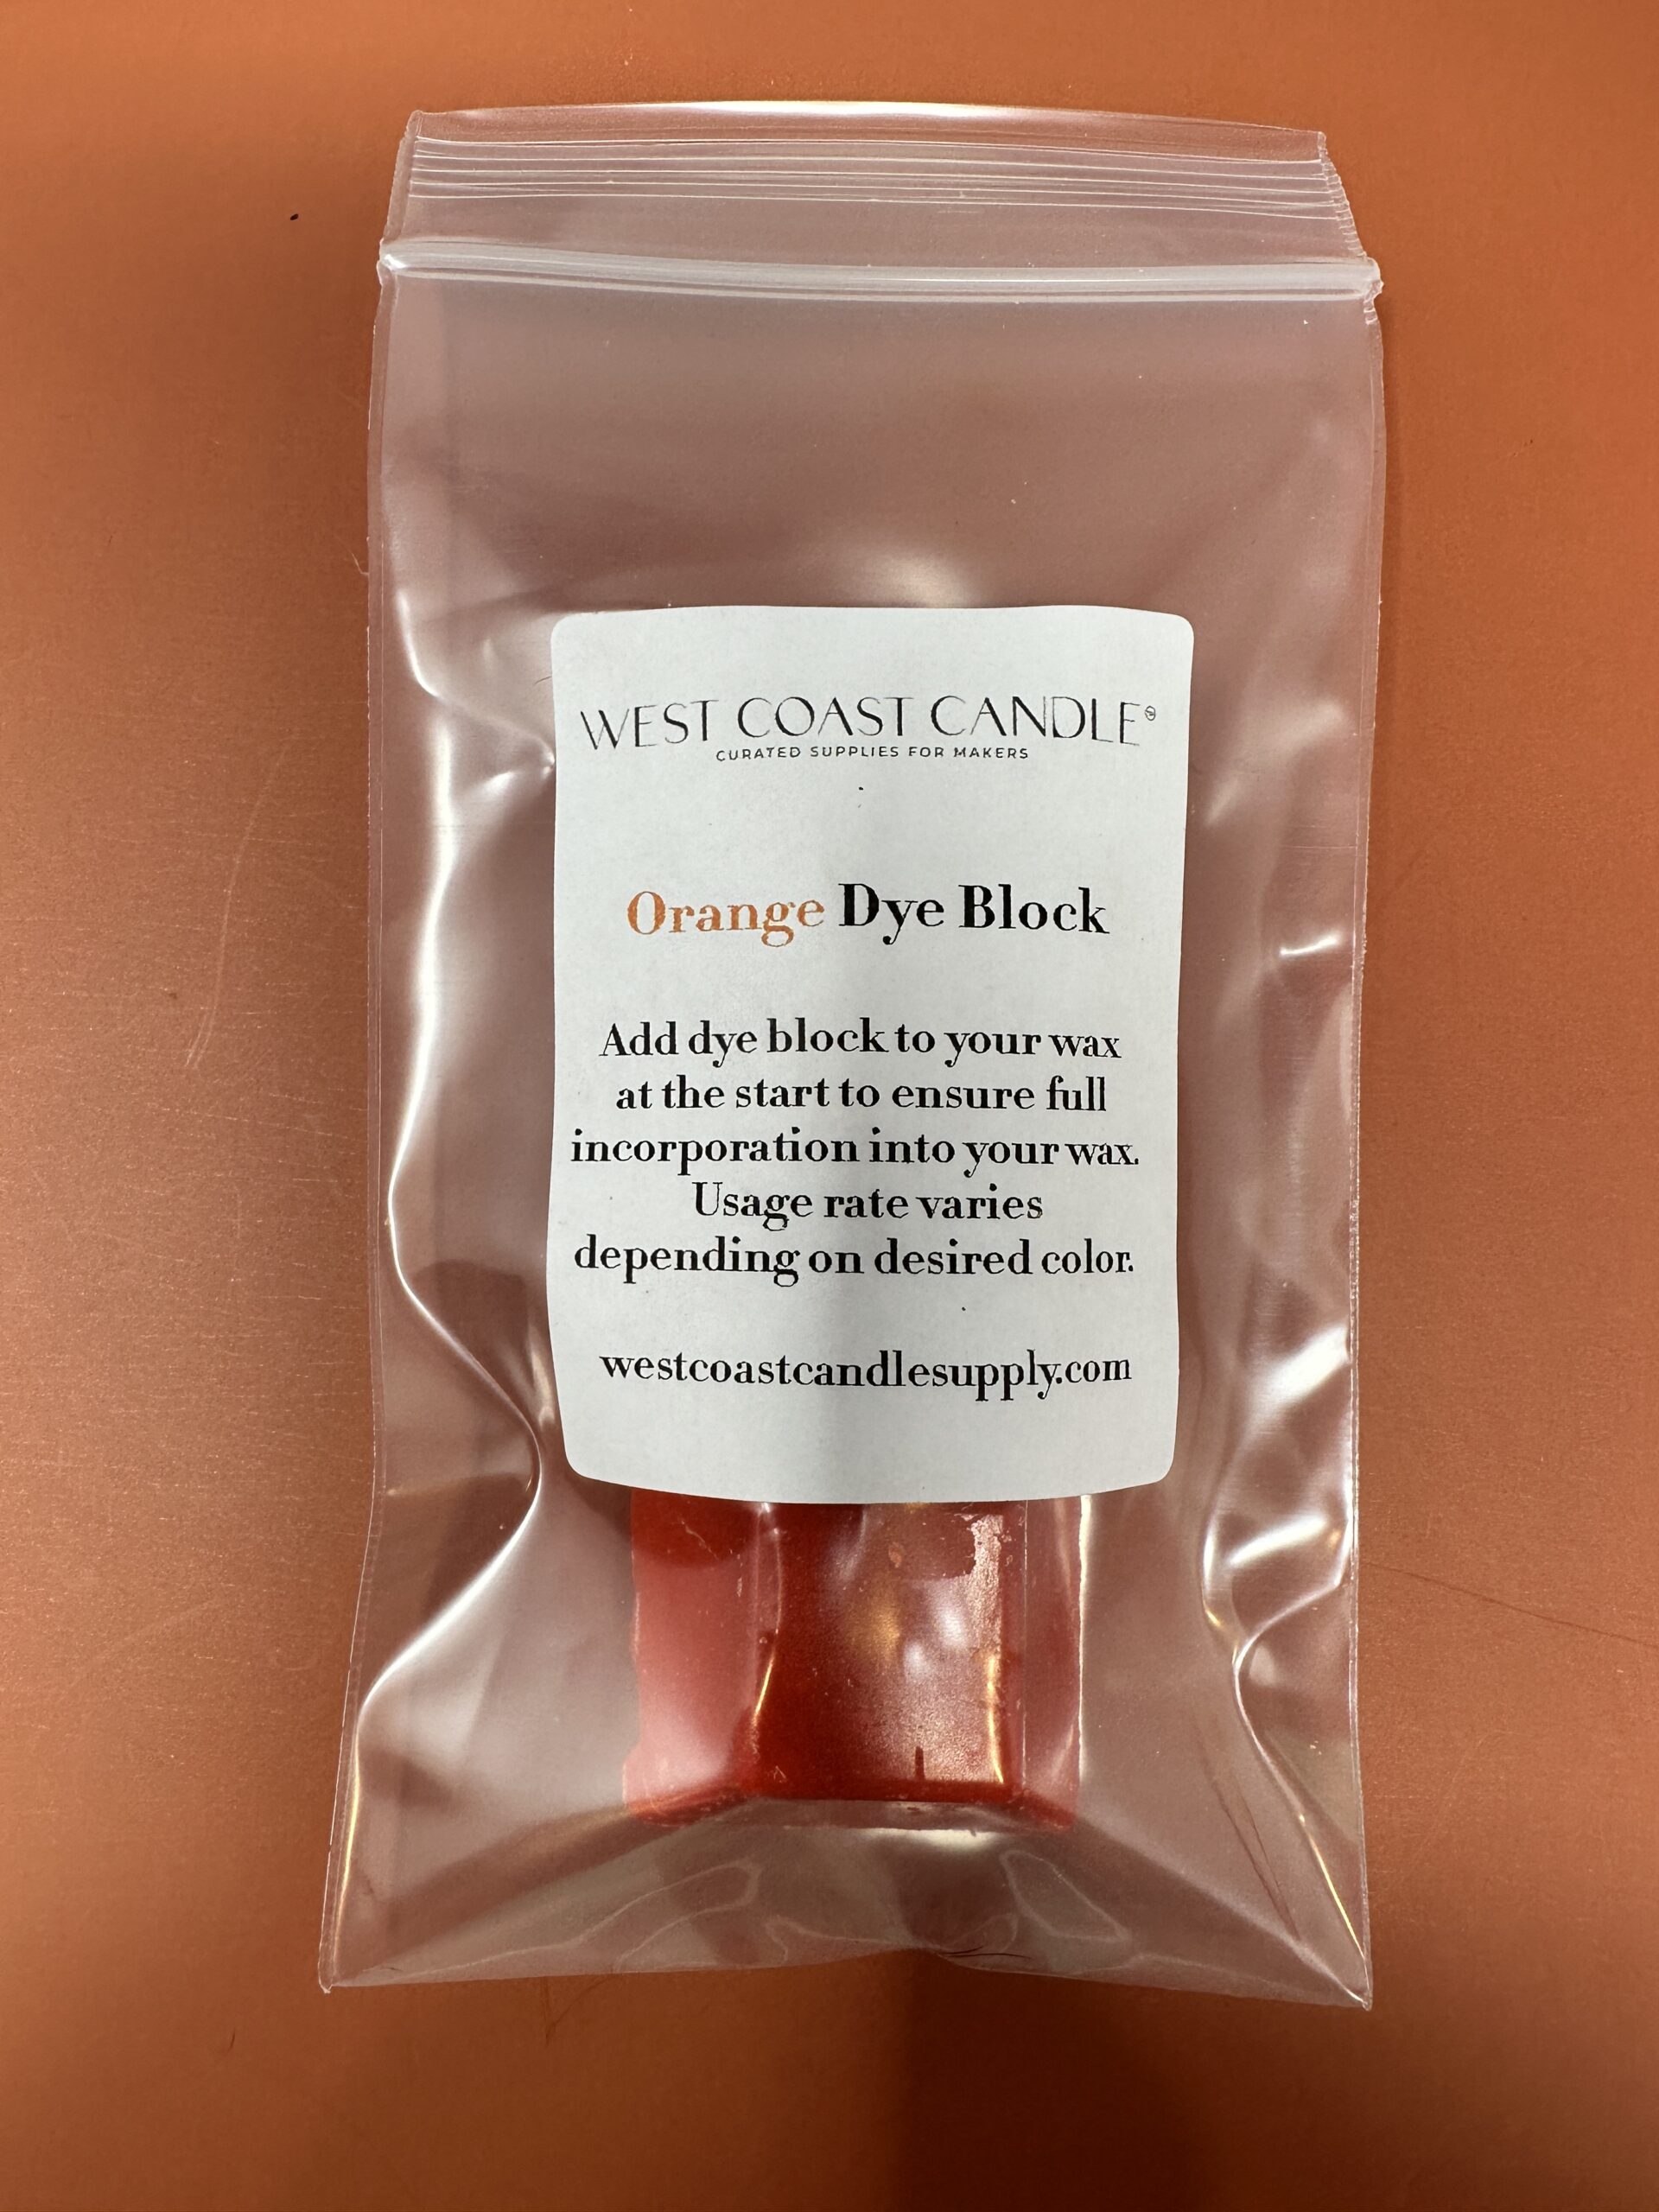 WEST COAST CANDLE®
CURATED SUPPLIES FOR MAKERS
Orange Dye Block
Add dye block to your wax
at the start to ensure full
incorporation into your wax.
Usage rate varies
depending on desired color.
westcoastcandlesupply.com